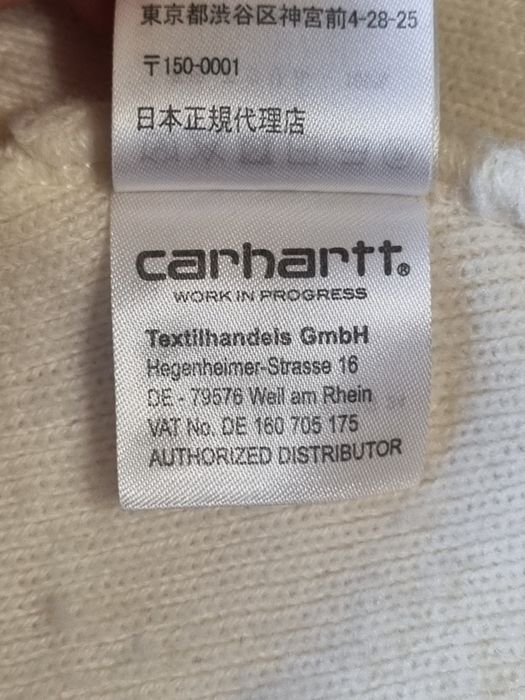 東京都渋谷区神宮前4-28-25
〒150-0001
日本正規代理店
carhartt®
WORK IN PROGRESS
Textilhandels GmbH
Hegenheimer-Strasse 16
DE - 79576 Weil am Rhein
VAT No. DE 160 705 175
AUTHORIZED DISTRIBUTOR